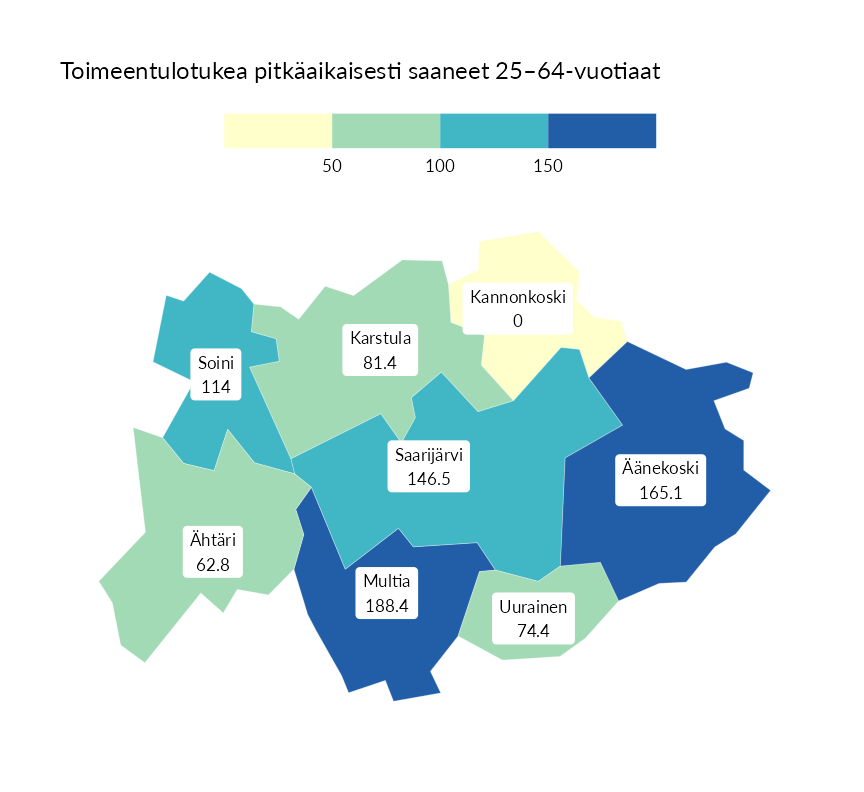 Toimeentulotukea pitkäaikaisesti saaneet 25–64-vuotiaat
50
100
150
Kannonkoski
0
Karstula
81.4
Soini
114
Saarijärvi
146.5
Äänekoski
165.1
Ähtäri
62.8
Multia
188.4
Uurainen
74.4